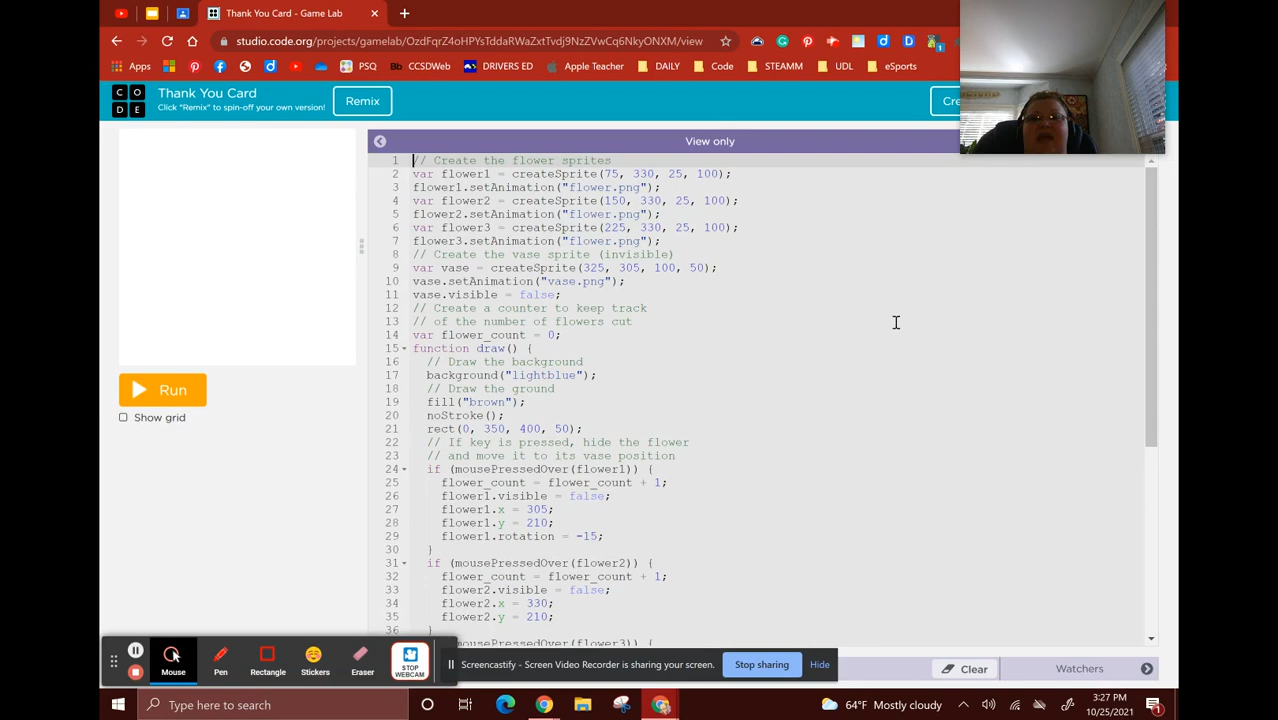 Thank You Card - Game Lab
studio.code.org/projects/gamelab/OzdFqrZ4oHPYsTddaRWaZxtTvdj9NzZVwCq6NkyONXM/view
Apps
PSQ
Bb CCSDWeb
DRIVERS ED
Apple Teacher
DAILY
Code
STEAMM
UDL
eSports
CO
DE
Thank You Card
Click "Remix" to spin-off your own version!
Remix
Cre
View only
1 // Create the flower sprites
2 var flower1 = createSprite(75, 330, 25, 100);
3 flower1.setAnimation("flower.png");
4 var flower2 = createSprite(150, 330, 25, 100);
5 flower2.setAnimation("flower.png");
6 var flower3 = createSprite(225, 330, 25, 100);
7 flower3.setAnimation("flower.png");
8 // Create the vase sprite (invisible)
9 var vase = createSprite(325, 305, 100, 50);
10 vase.setAnimation("vase.png");
11 vase.visible = false;
12 // Create a counter to keep track
13 // of the number of flowers cut
14 var flower_count = 0;
15 function draw() {
16 // Draw the background
17 background("lightblue");
18 // Draw the ground
19 fill("brown");
20 noStroke();
21 rect(0, 350, 400, 50);
22 // If key is pressed, hide the flower
23 // and move it to its vase position
24 if (mousePressedOver(flower1)) {
25 flower_count = flower_count + 1;
26 flower1.visible = false;
27 flower1.x = 305;
28 flower1.y = 210;
29 flower1.rotation = -15;
30 }
31 if (mousePressedOver(flower2)) {
32 flower_count = flower_count + 1;
33 flower2.visible = false;
34 flower2.x = 330;
35 flower2.y = 210;
36 }
mousePressedOver(flower3)) {
Run
Show grid
Mouse
Pen
Rectangle
Stickers
Eraser
STOP WEBCAM
Screencastify - Screen Video Recorder is sharing your screen.
Stop sharing
Hide
Clear
Watchers
Type here to search
64°F Mostly cloudy
3:27 PM
10/25/2021